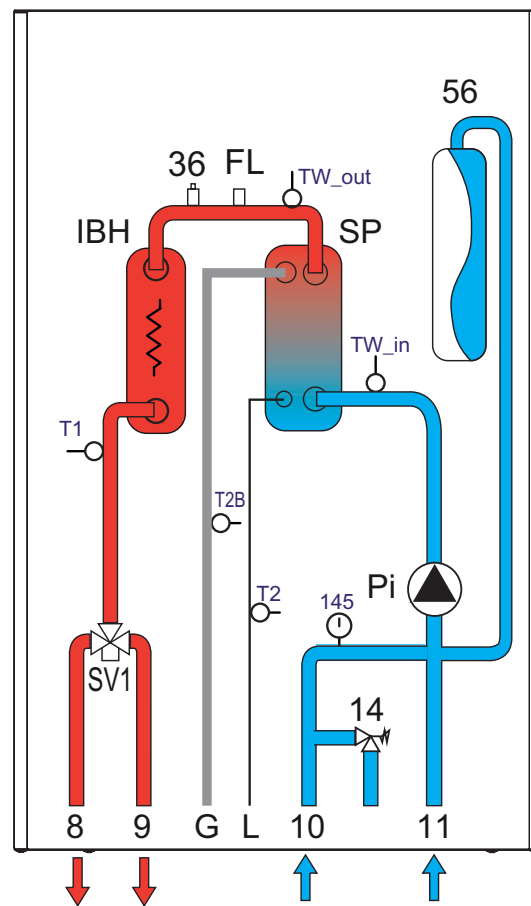 56
36 FL TW_out
IBH SP
TW_in
T1
T2B
T2
145
Pi
SV1
14
8 9 G L 10 11